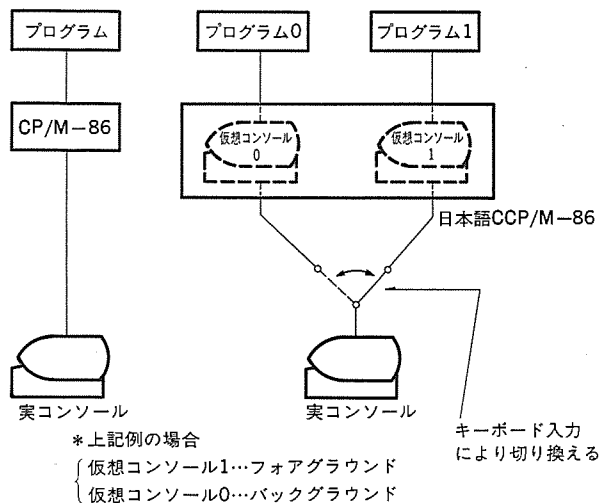 プログラム
プログラム0
プログラム1
CP/M−86
仮想コンソール
0
仮想コンソール
1
日本語CCP/M−86
実コンソール
実コンソール
キーボード入力
により切り換える
*上記例の場合
仮想コンソール1…フォアグラウンド
仮想コンソール0…バックグラウンド